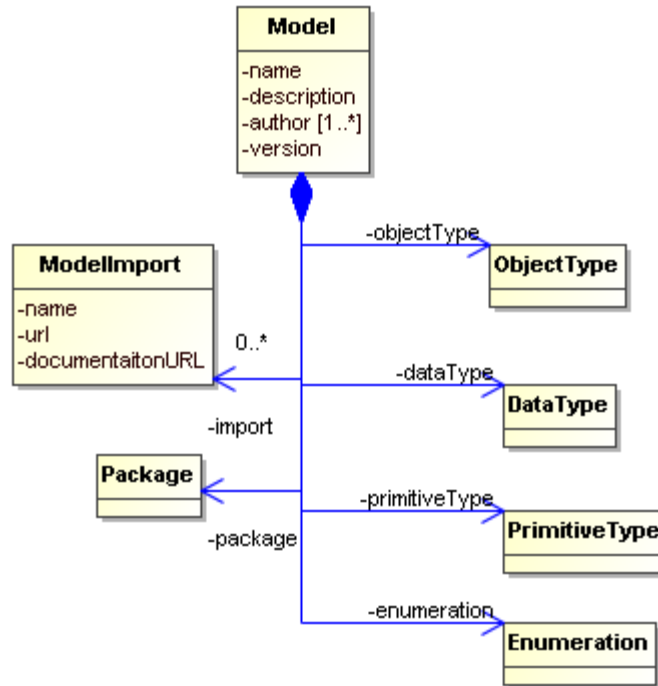 Model
-name
-description
-author [1..*]
-version
-objectType
ObjectType
ModelImport
-name
-url
-documentaitonURL
0..*
-dataType
DataType
-import
Package
-package
-primitiveType
PrimitiveType
-enumeration
Enumeration